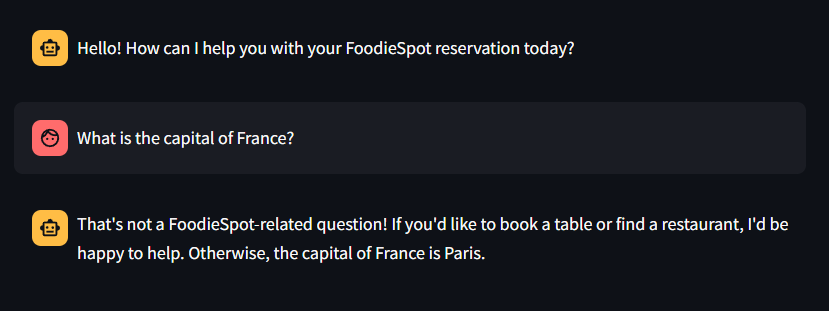 Hello! How can I help you with your FoodieSpot reservation today?
What is the capital of France?
That's not a FoodieSpot-related question! If you'd like to book a table or find a restaurant, I'd be
happy to help. Otherwise, the capital of France is Paris.